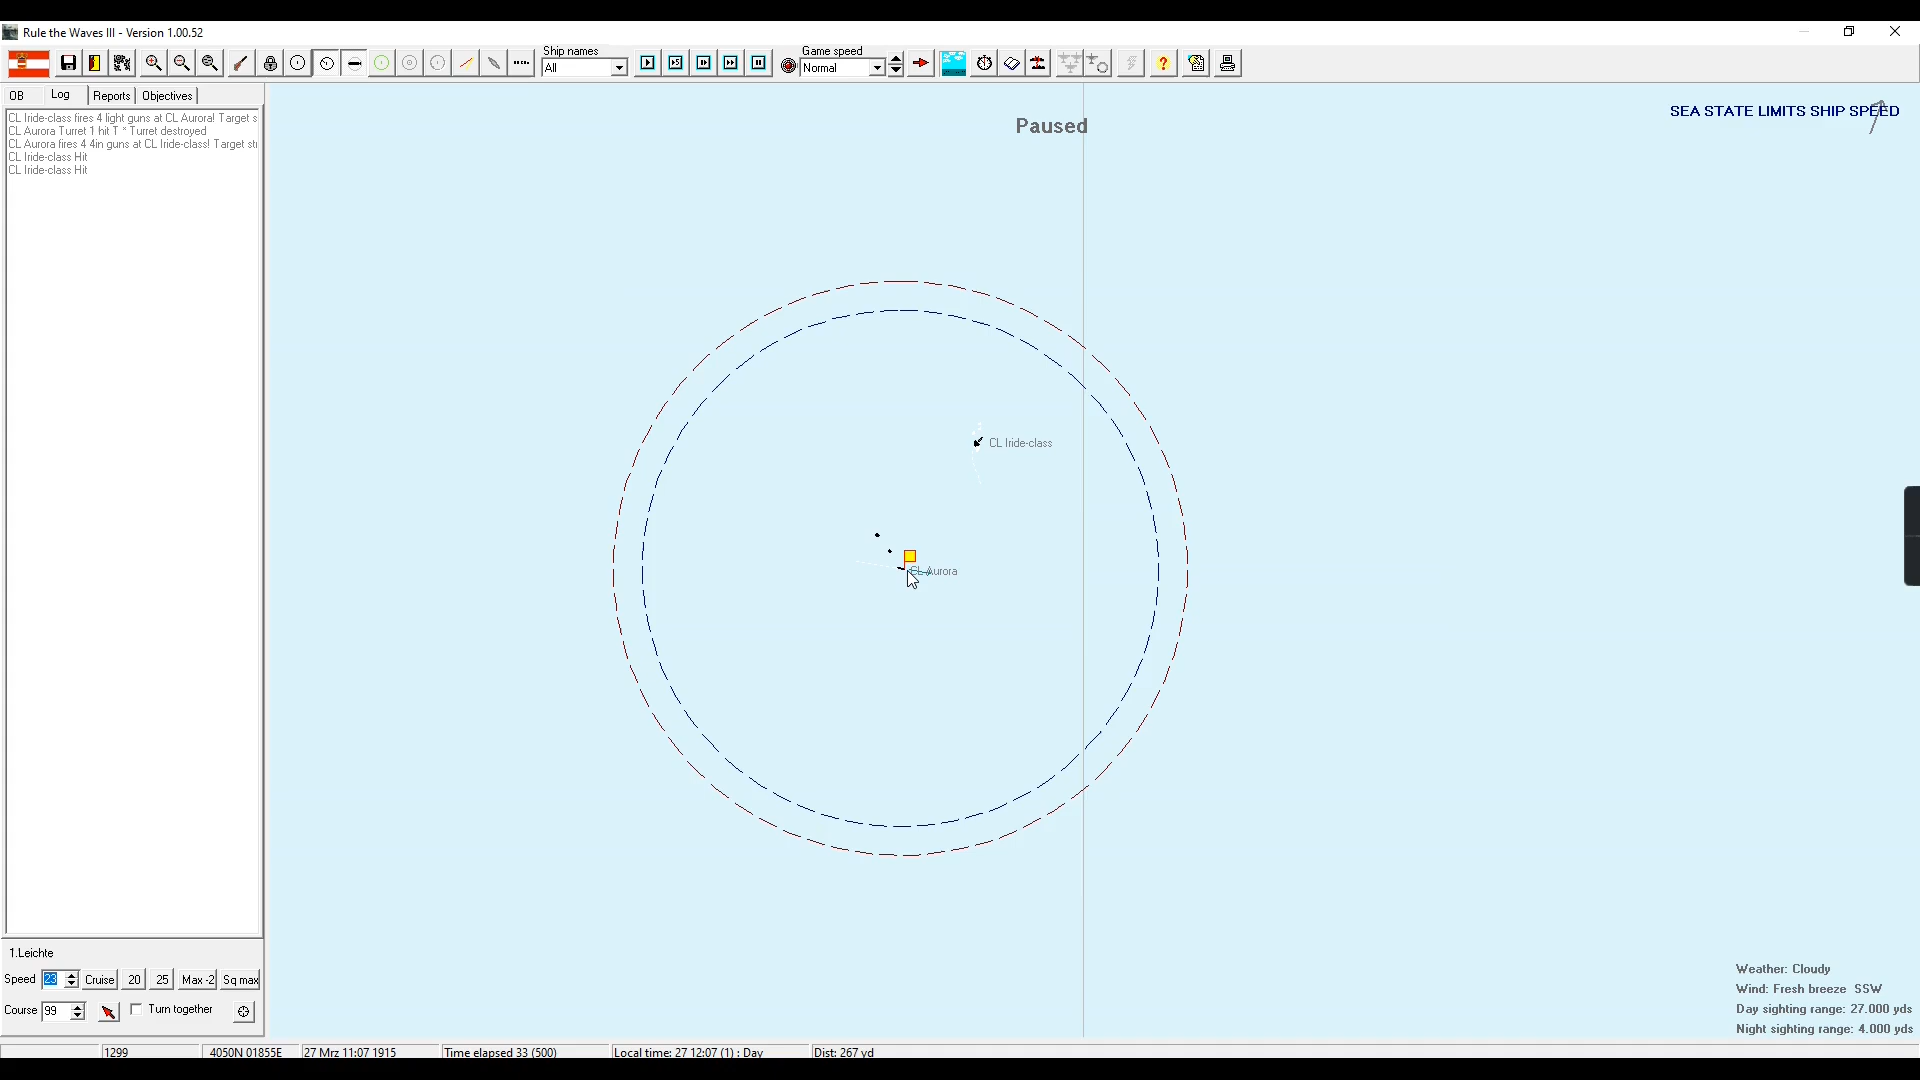 Rule the Waves III - Version 1.00.52
Ship names
All
Game speed
Normal
OB
Log
Reports
Objectives
CL Iride-class fires 4 light guns at CL Aurora! Target s
CL Aurora Turret 1 hit T * Turret destroyed
CL Aurora fires 4 4in guns at CL Iride-class! Target str
CL Iride-class Hit
CL Iride-class Hit
Paused
SEA STATE LIMITS SHIP SPEED
CL Iride-class
CL Aurora
1.Leichte
Speed 23 Cruise 20 25 Max -2 Sq max
Course 99 Turn together
Weather: Cloudy
Wind: Fresh breeze SSW
Day sighting range: 27.000 yds
Night sighting range: 4.000 yds
1299 4050N 01855E 27 Mrz 11:07 1915 Time elapsed 33 (500) Local time: 27 12:07 (1) : Day Dist: 267 yd